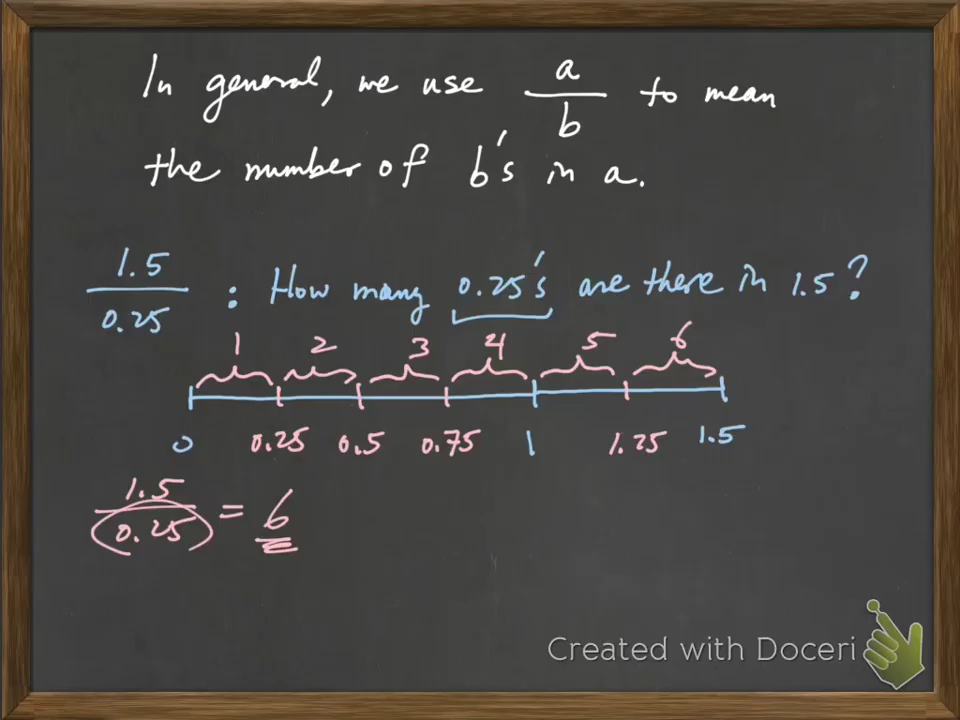 In general, we use a/b to mean
the number of b's in a.
1.5/0.25 : How many 0.25's are there in 1.5?
1 2 3 4 5 6
0 0.25 0.5 0.75 1 1.25 1.5
1.5/0.25 = 6
Created with Doceri